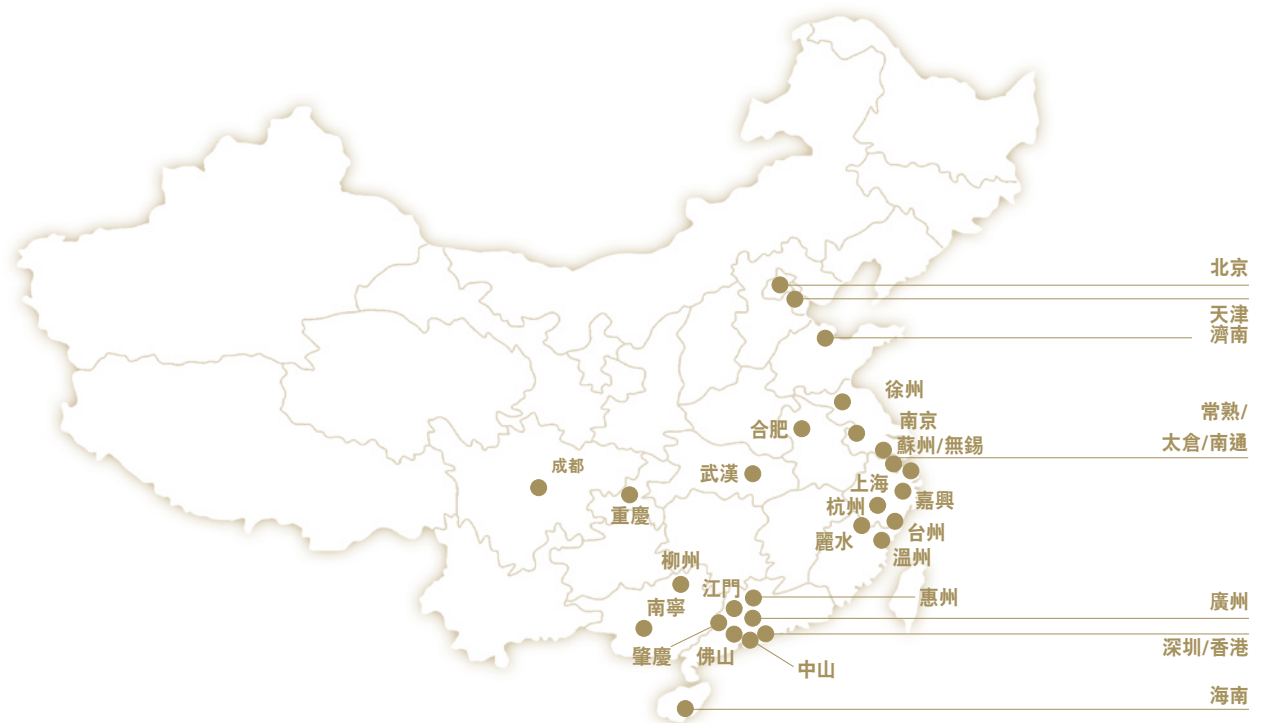 北京
天津
濟南
徐州
常熟/
太倉/南通
南京
合肥
蘇州/無錫
成都
武漢
上海
重慶
杭州
嘉興
麗水
台州
溫州
柳州
江門
南寧
惠州
廣州
肇慶
佛山
深圳/香港
中山
海南